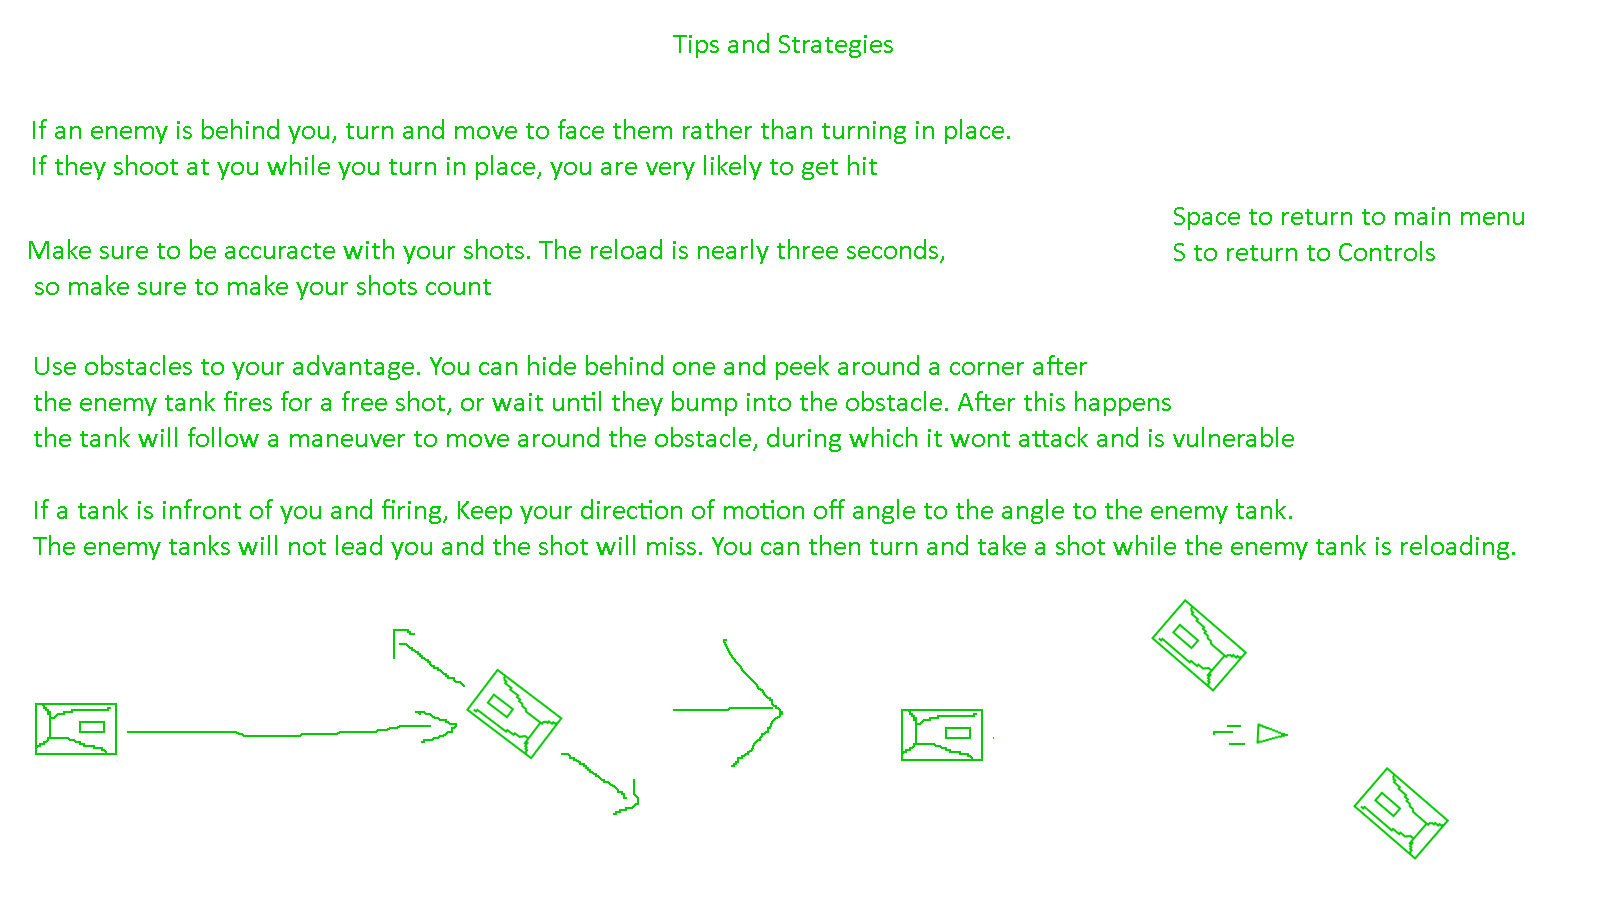 Tips and Strategies
If an enemy is behind you, turn and move to face them rather than turning in place.
If they shoot at you while you turn in place, you are very likely to get hit
Space to return to main menu
S to return to Controls
Make sure to be accuracte with your shots. The reload is nearly three seconds,
so make sure to make your shots count
Use obstacles to your advantage. You can hide behind one and peek around a corner after
the enemy tank fires for a free shot, or wait until they bump into the obstacle. After this happens
the tank will follow a maneuver to move around the obstacle, during which it wont attack and is vulnerable
If a tank is infront of you and firing, Keep your direction of motion off angle to the angle to the enemy tank.
The enemy tanks will not lead you and the shot will miss. You can then turn and take a shot while the enemy tank is reloading.